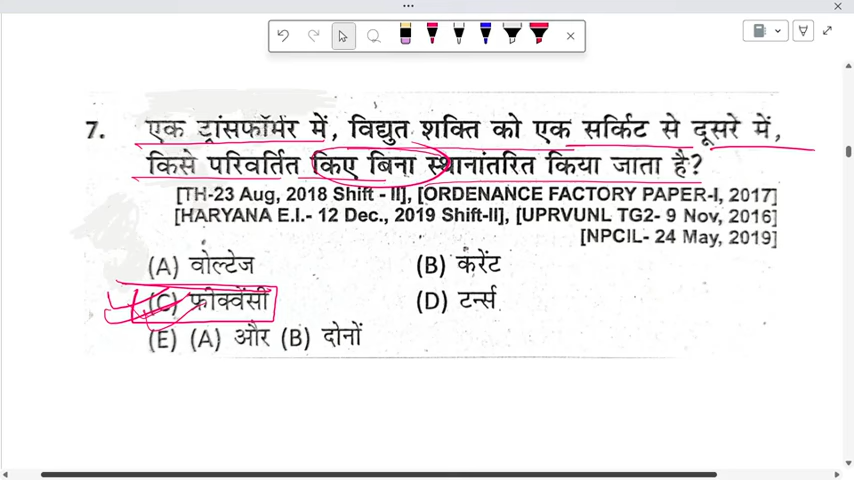 7. एक ट्रांसफॉर्मर में, विद्युत शक्ति को एक सर्किट से दूसरे में,
किसे परिवर्तित किए बिना स्थानांतरित किया जाता है?
[TH-23 Aug, 2018 Shift - II], [ORDENANCE FACTORY PAPER-I, 2017]
[HARYANA E.I.- 12 Dec., 2019 Shift-II], [UPRVUNL TG2- 9 Nov, 2016]
[NPCIL- 24 May, 2019]
(A) वोल्टेज (B) करेंट
(C) फ्रीक्वेंसी (D) टर्न्स
(E) (A) और (B) दोनों